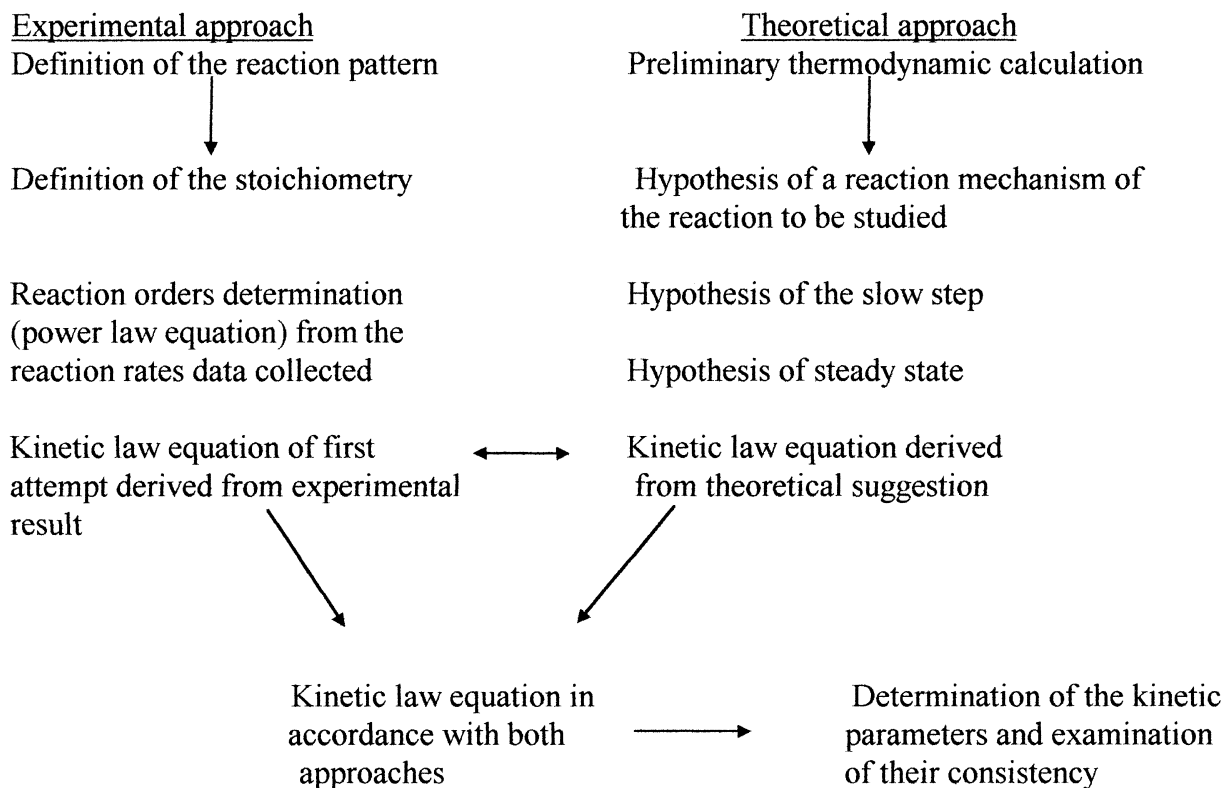 Experimental approach
Definition of the reaction pattern
Definition of the stoichiometry
Reaction orders determination
(power law equation) from the
reaction rates data collected
Kinetic law equation of first
attempt derived from experimental
result
Theoretical approach
Preliminary thermodynamic calculation
Hypothesis of a reaction mechanism of
the reaction to be studied
Hypothesis of the slow step
Hypothesis of steady state
Kinetic law equation derived
from theoretical suggestion
Kinetic law equation in
accordance with both
approaches
Determination of the kinetic
parameters and examination
of their consistency